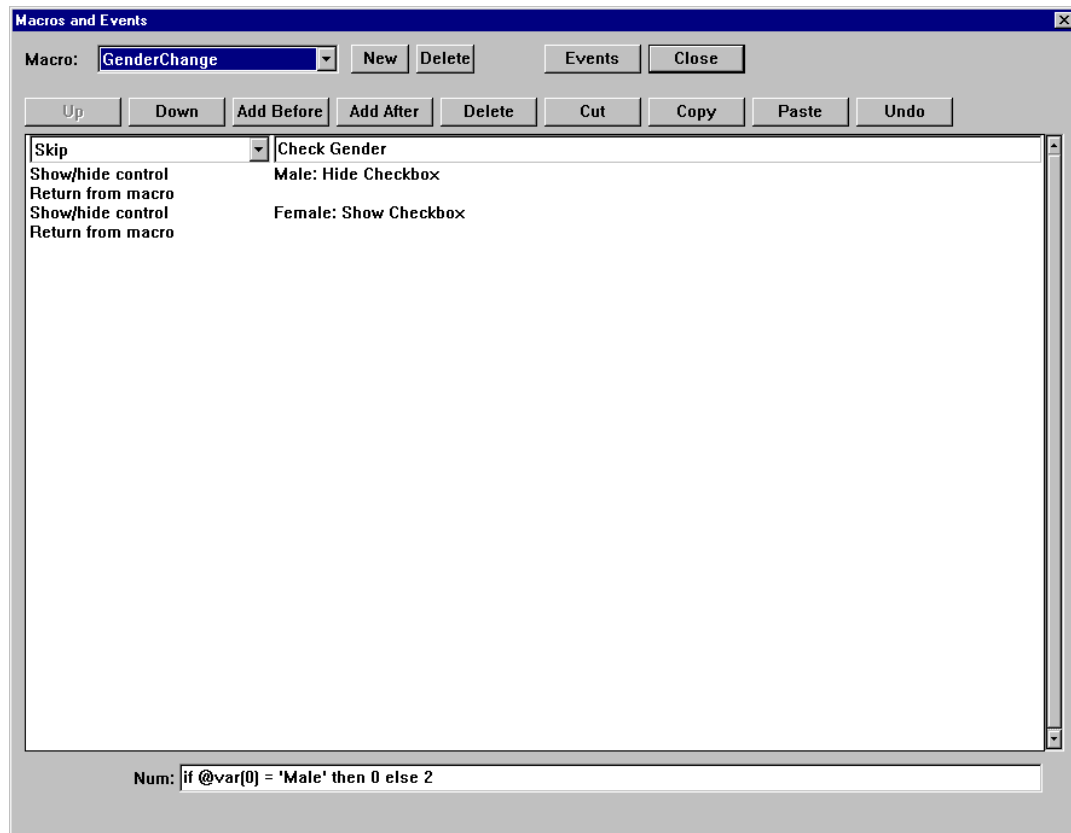 Macros and Events
Macro: GenderChange New Delete Events Close
Up Down Add Before Add After Delete Cut Copy Paste Undo
Skip Check Gender
Show/hide control Male: Hide Checkbox
Return from macro
Show/hide control Female: Show Checkbox
Return from macro
Num: if @var(0) = 'Male' then 0 else 2